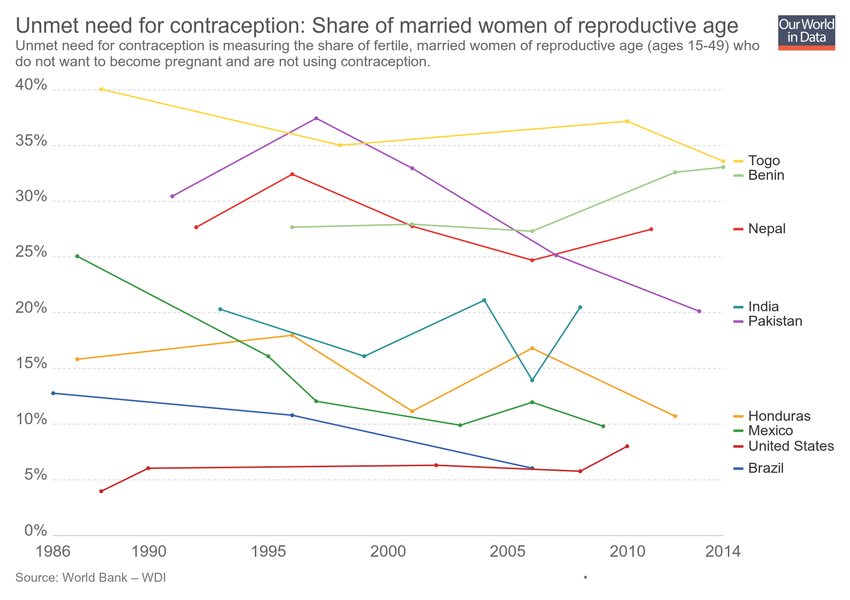 Unmet need for contraception: Share of married women of reproductive age
Our World
in Data
Unmet need for contraception is measuring the share of fertile, married women of reproductive age (ages 15-49) who
do not want to become pregnant and are not using contraception.
40%
35%
30%
25%
20%
15%
10%
5%
0%
Togo
Benin
Nepal
India
Pakistan
Honduras
Mexico
United States
Brazil
1986 1990 1995 2000 2005 2010 2014
Source: World Bank – WDI